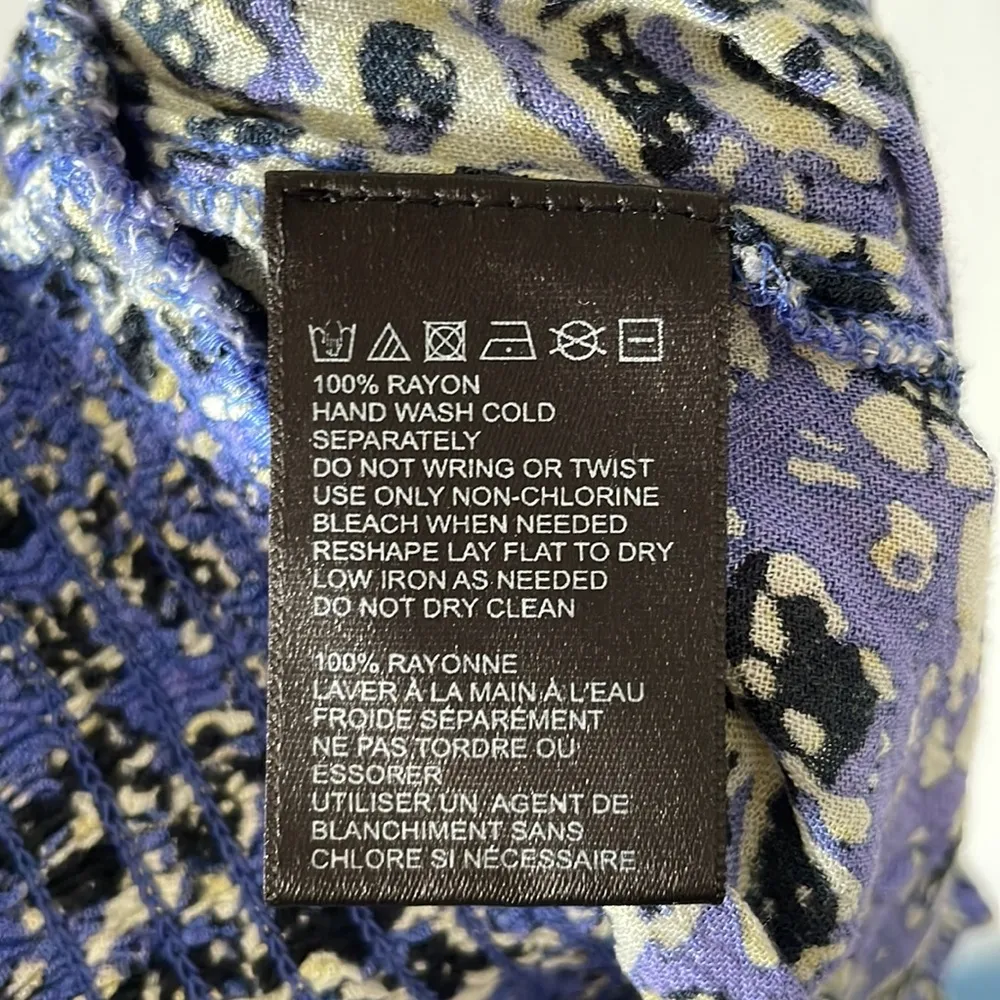 100% RAYON
HAND WASH COLD
SEPARATELY
DO NOT WRING OR TWIST
USE ONLY NON-CHLORINE
BLEACH WHEN NEEDED
RESHAPE LAY FLAT TO DRY
LOW IRON AS NEEDED
DO NOT DRY CLEAN
100% RAYONNE
LAVER À LA MAIN À L'EAU
FROIDE SÉPARÉMENT
NE PAS TORDRE OU
ESSORER
UTILISER UN AGENT DE
BLANCHIMENT SANS
CHLORE SI NÉCESSAIRE